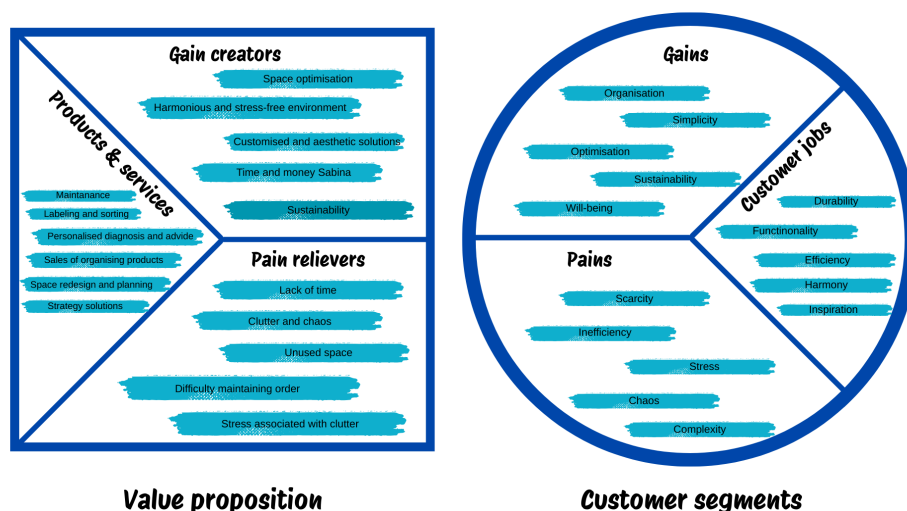 Gain creators
Space optimisation
Harmonious and stress-free environment
Customised and aesthetic solutions
Time and money Sabina
Sustainability
Products & services
Maintanance
Labeling and sorting
Personalised diagnosis and advide
Sales of organising products
Space redesign and planning
Strategy solutions
Pain relievers
Lack of time
Clutter and chaos
Unused space
Difficulty maintaining order
Stress associated with clutter
Value proposition
Gains
Organisation
Simplicity
Optimisation
Sustainability
Will-being
Customer jobs
Durability
Functinonality
Efficiency
Harmony
Inspiration
Pains
Scarcity
Inefficiency
Stress
Chaos
Complexity
Customer segments